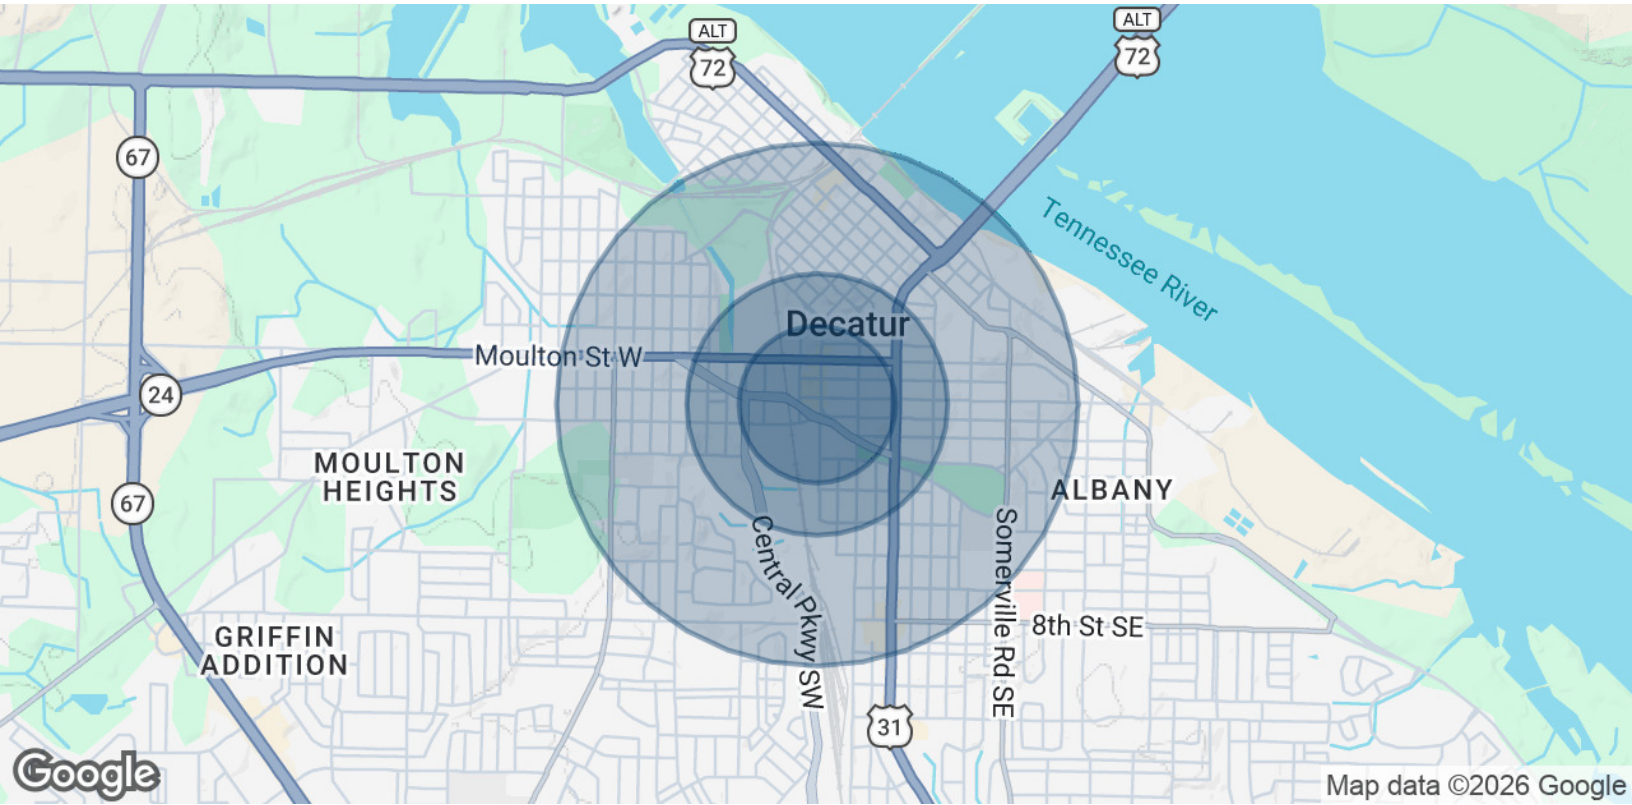 ALT
72
ALT
72
67
Tennessee River
Decatur
Moulton St W
24
MOULTON
HEIGHTS
67
ALBANY
Central Pkwy SW
Somerville Rd SE
8th St SE
GRIFFIN
ADDITION
31
Google
Map data ©2026 Google